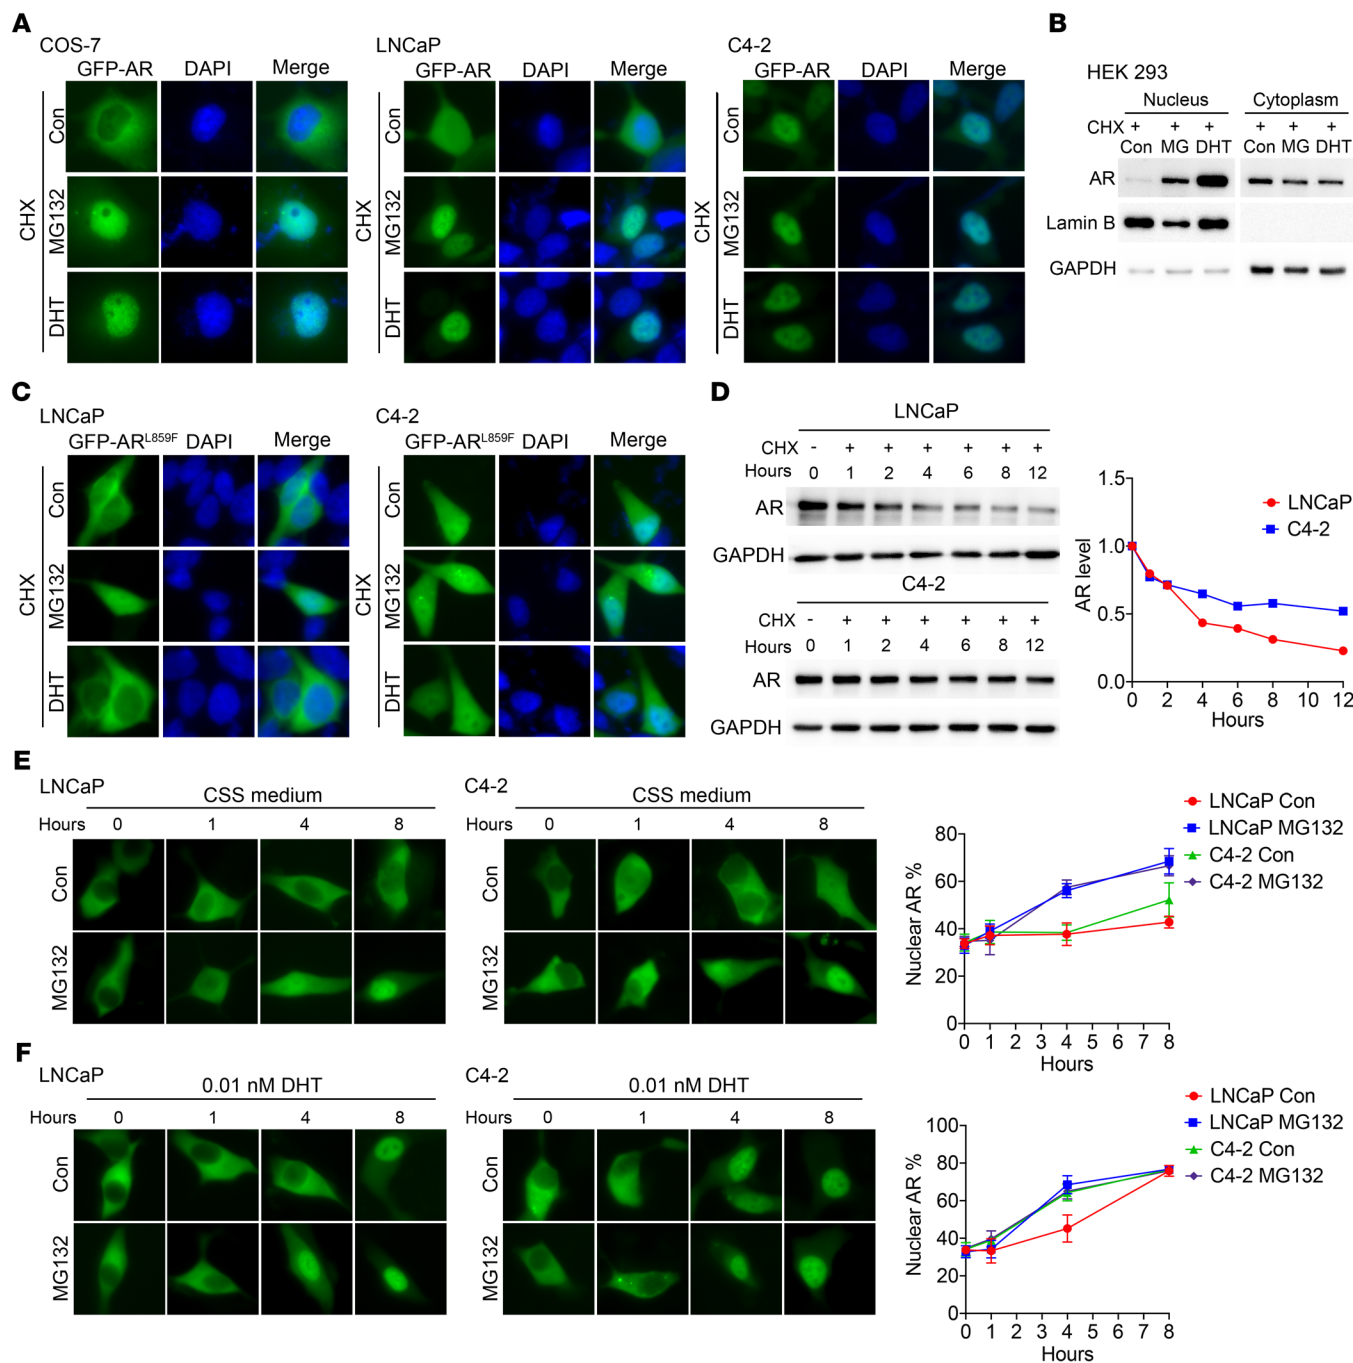 A
COS-7
GFP-AR DAPI Merge
CHX
Con
MG132
DHT
LNCaP
GFP-AR DAPI Merge
CHX
Con
MG132
DHT
C4-2
GFP-AR DAPI Merge
CHX
Con
MG132
DHT
B
HEK 293
Nucleus Cytoplasm
CHX + + + + + +
Con MG DHT Con MG DHT
AR
Lamin B
GAPDH
C
LNCaP
GFP-ARL859F DAPI Merge
CHX
Con
MG132
DHT
C4-2
GFP-ARL859F DAPI Merge
CHX
Con
MG132
DHT
D
LNCaP
CHX - + + + + + +
Hours 0 1 2 4 6 8 12
AR
GAPDH
C4-2
CHX - + + + + + +
Hours 0 1 2 4 6 8 12
AR
GAPDH
AR level
1.5
1.0
0.5
0.0
0 2 4 6 8 10 12
Hours
LNCaP
C4-2
E
LNCaP
CSS medium
Hours 0 1 4 8
Con
MG132
C4-2
CSS medium
Hours 0 1 4 8
Con
MG132
Nuclear AR %
80
60
40
20
0
0 1 2 3 4 5 6 7 8
Hours
LNCaP Con
LNCaP MG132
C4-2 Con
C4-2 MG132
F
LNCaP
0.01 nM DHT
Hours 0 1 4 8
Con
MG132
C4-2
0.01 nM DHT
Hours 0 1 4 8
Con
MG132
Nuclear AR %
100
80
60
40
20
0
0 1 2 3 4 5 6 7 8
Hours
LNCaP Con
LNCaP MG132
C4-2 Con
C4-2 MG132